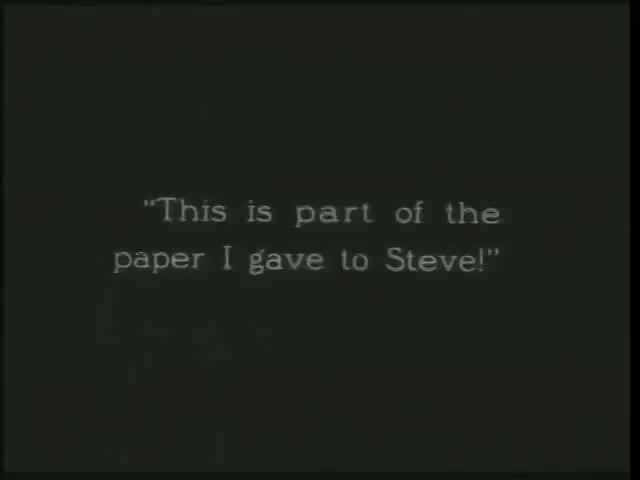 "This is part of the
paper I gave to Steve!"